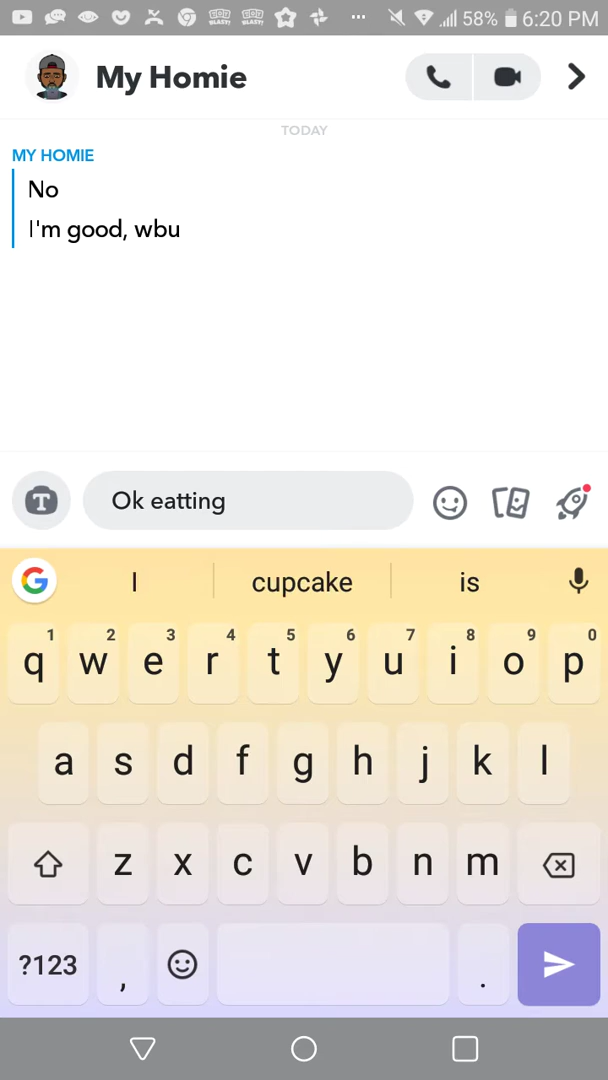 58% 6:20 PM
My Homie
TODAY
MY HOMIE
No
I'm good, wbu
T Ok eatting
G I cupcake is
1 2 3 4 5 6 7 8 9 0
q w e r t y u i o p
a s d f g h j k l
z x c v b n m
?123 , .